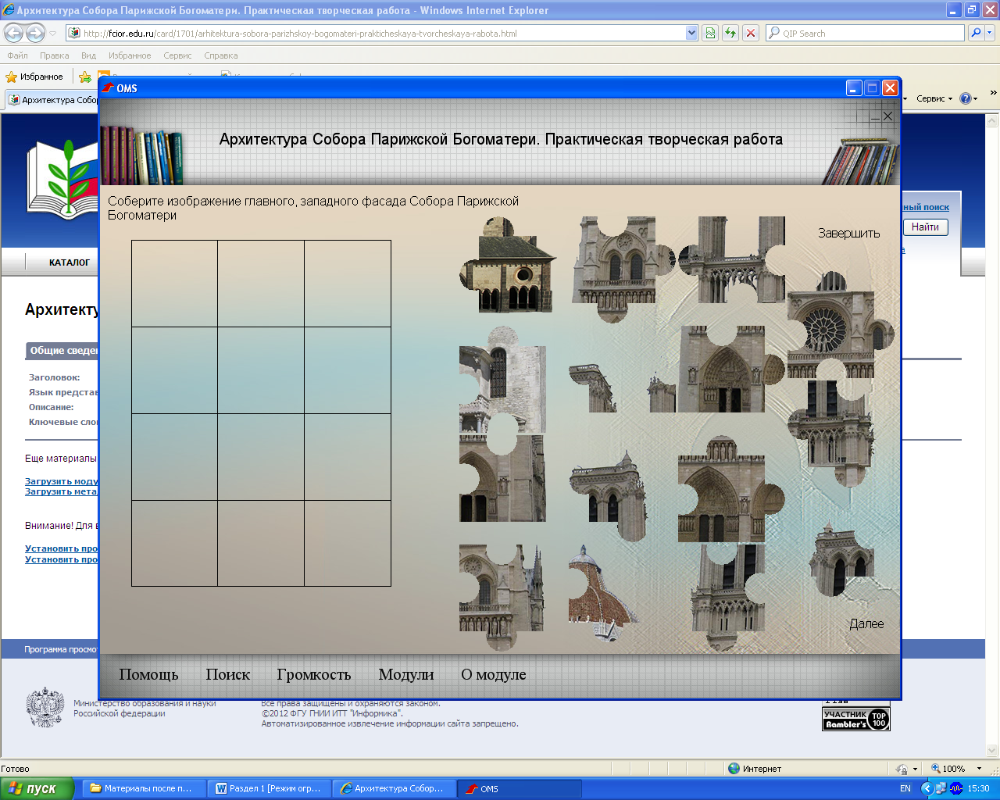 Архитектура Собора Парижской Богоматери. Практическая творческая работа - Windows Internet Explorer
http://fcior.edu.ru/card/1701/arhitektura-sobora-parizhskoy-bogomateri-prakticheskaya-tvorcheskaya-rabota.html
QIP Search
Файл Правка Вид Избранное Сервис Справка
Избранное
OMS
Архитектура Собор
Сервис
»
Архитектура Собора Парижской Богоматери. Практическая творческая работа
Соберите изображение главного, западного фасада Собора Парижской
Богоматери
Завершить
ный поиск
Найти
КАТАЛОГ
Архитекту
Общие сведен
Заголовок:
Язык представ
Описание:
Ключевые слов
Еще материалы
Загрузить моду
Загрузить мета
Внимание! Для в
Установить про
Установить про
Далее
Программа просмот
Помощь Поиск Громкость Модули О модуле
Министерство образования и науки
Российской федерации
Все права защищены и охраняются законом.
©2012 ФГУ ГНИИ ИТТ "Информика".
Автоматизированное извлечение информации сайта запрещено.
УЧАСТНИК
Rambler's
TOP
100
Готово
Интернет
100%
пуск
Материалы после п...
Раздел 1 [Режим огр...
Архитектура Собор...
OMS
EN
15:30